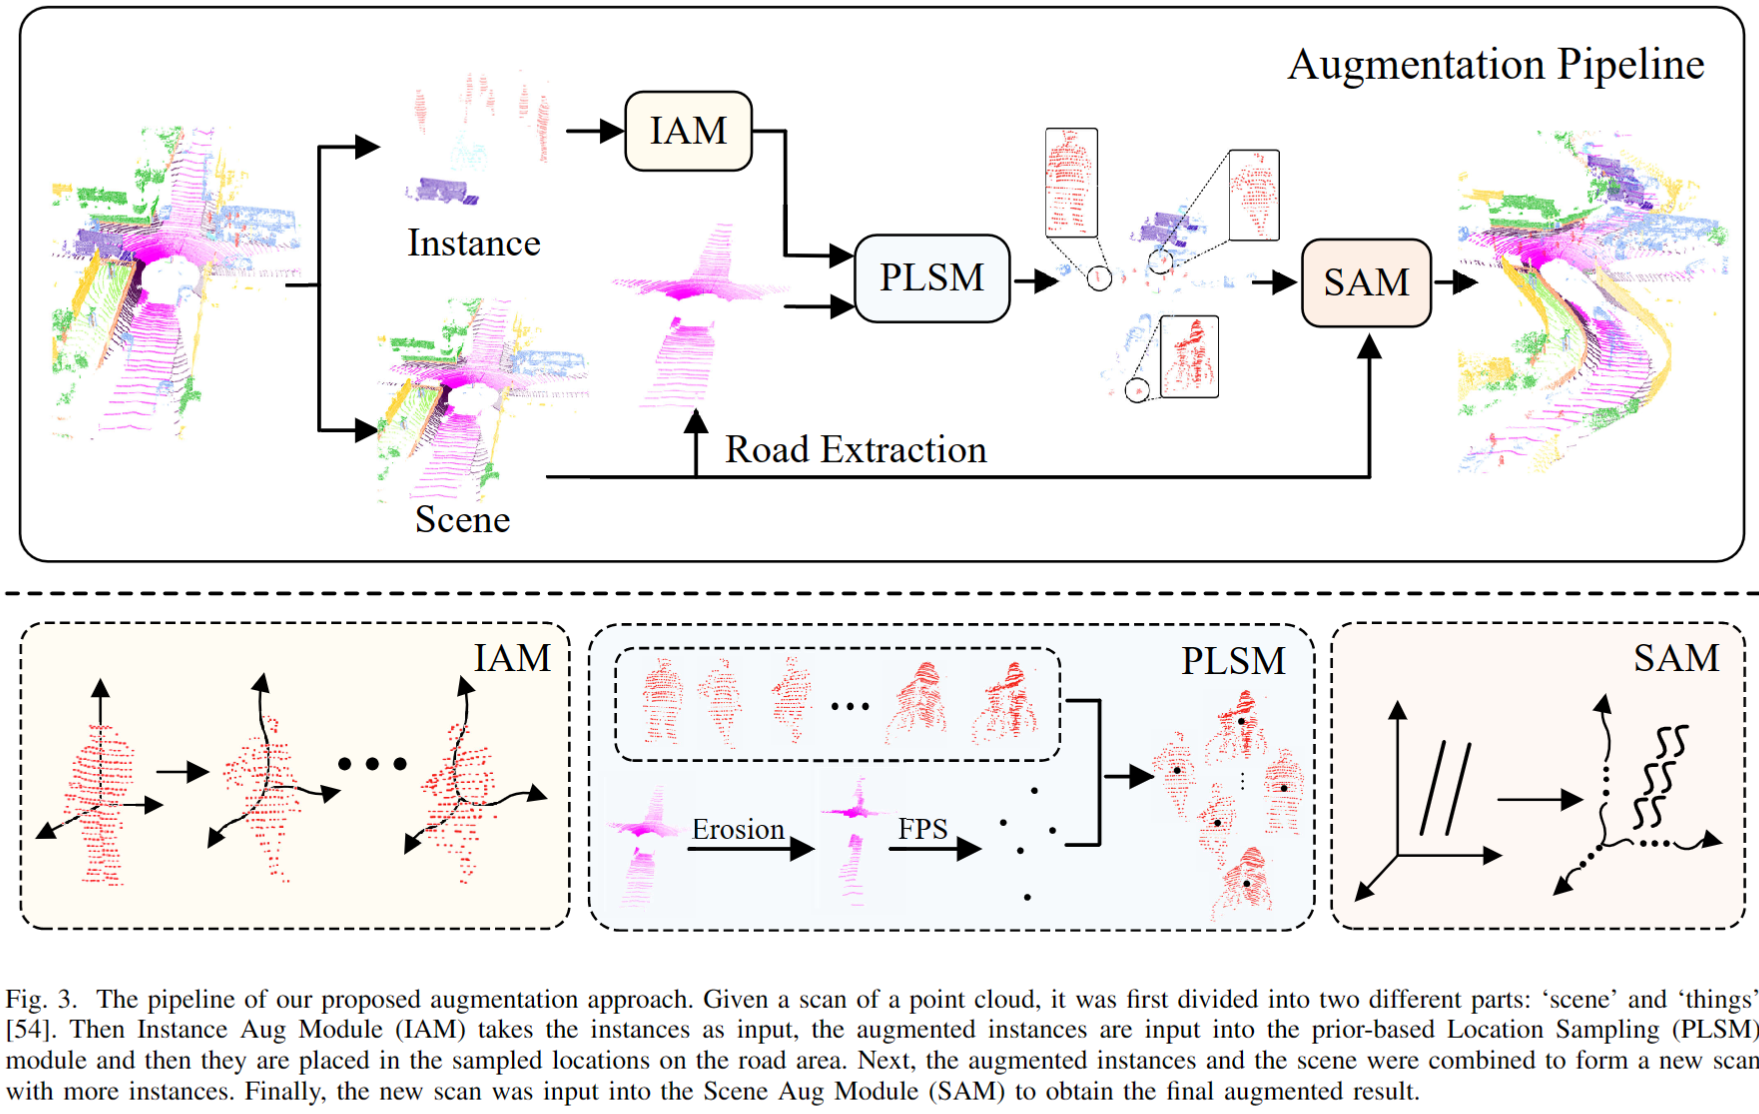 Augmentation Pipeline
IAM
Instance
PLSM
SAM
Road Extraction
Scene
IAM
PLSM
Erosion
FPS
SAM
Fig. 3. The pipeline of our proposed augmentation approach. Given a scan of a point cloud, it was first divided into two different parts: ‘scene’ and ‘things’
[54]. Then Instance Aug Module (IAM) takes the instances as input, the augmented instances are input into the prior-based Location Sampling (PLSM)
module and then they are placed in the sampled locations on the road area. Next, the augmented instances and the scene were combined to form a new scan
with more instances. Finally, the new scan was input into the Scene Aug Module (SAM) to obtain the final augmented result.